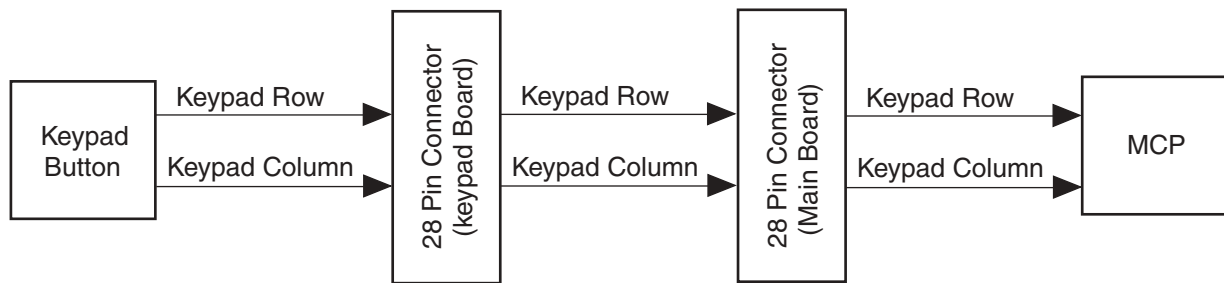 Keypad
Button
Keypad Row
Keypad Column
28 Pin Connector
(keypad Board)
Keypad Row
Keypad Column
28 Pin Connector
(Main Board)
Keypad Row
Keypad Column
MCP